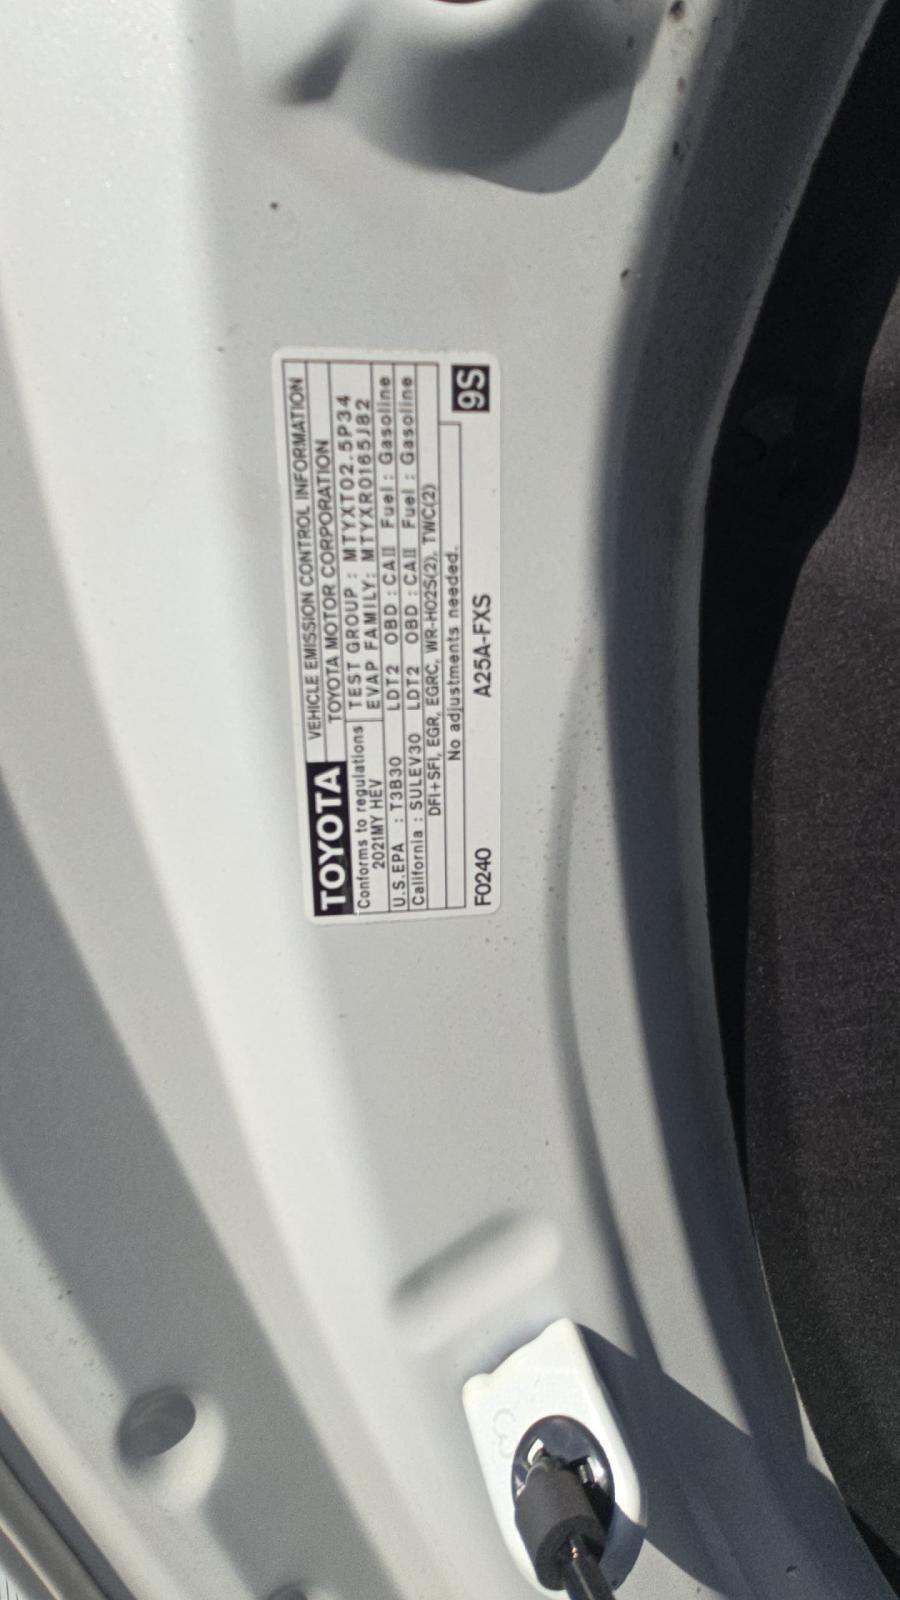 TOYOTA
VEHICLE EMISSION CONTROL INFORMATION
TOYOTA MOTOR CORPORATION
Conforms to regulations
2021MY HEV
TEST GROUP : MTYXT02.5P34
EVAP FAMILY: MTYXR0165J82
U.S.EPA : T3B30 LDT2 OBD : CAⅡ Fuel : Gasoline
California : SULEV30 LDT2 OBD : CAⅡ Fuel : Gasoline
DFI+SFI, EGR, EGRC, WR-HO2S(2), TWC(2)
No adjustments needed.
F0240 A25A-FXS 9S